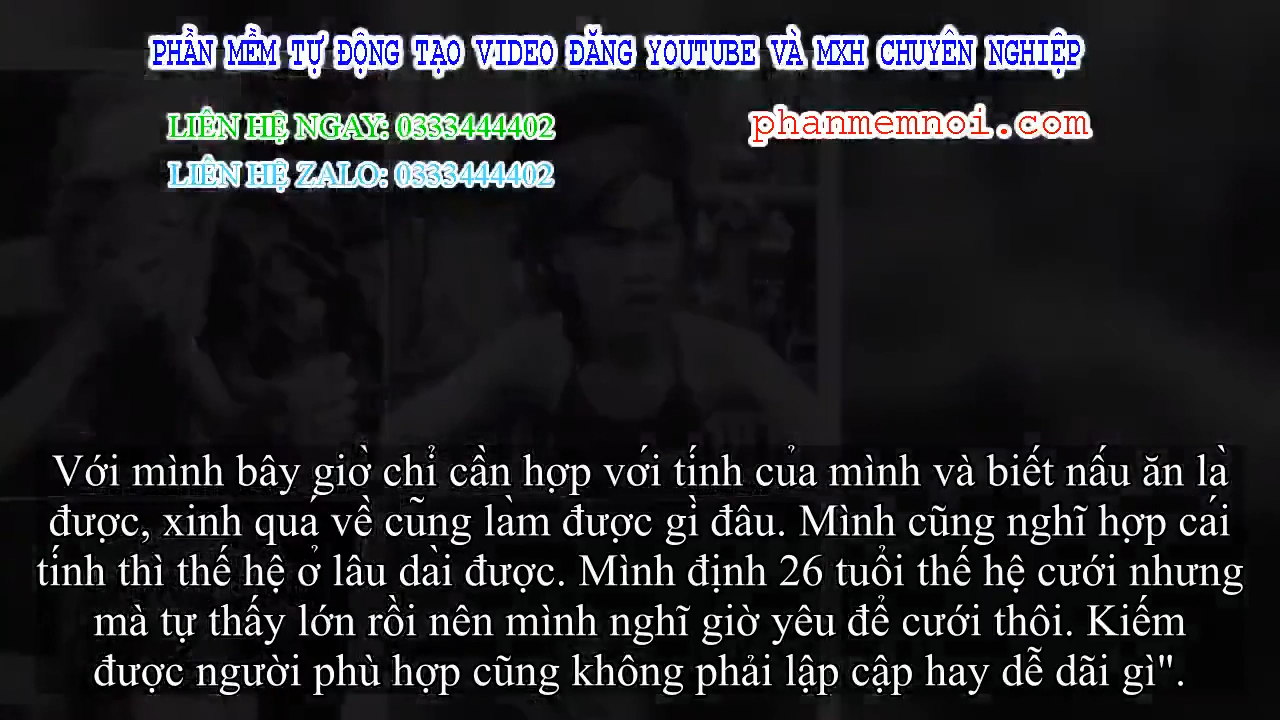 PHẦN MỀM TỰ ĐỘNG TẠO VIDEO ĐĂNG YOUTUBE VÀ MXH CHUYÊN NGHIỆP
LIÊN HỆ NGAY: 0333444402
phanmemnoi.com
LIÊN HỆ ZALO: 0333444402
Với mình bây giờ chỉ cần hợp với tính của mình và biết nấu ăn là
được, xinh quá về cũng làm được gì đâu. Mình cũng nghĩ hợp cái
tính thì thế hệ ở lâu dài được. Mình định 26 tuổi thế hệ cưới nhưng
mà tự thấy lớn rồi nên mình nghĩ giờ yêu để cưới thôi. Kiếm
được người phù hợp cũng không phải lập cập hay dễ dãi gì".